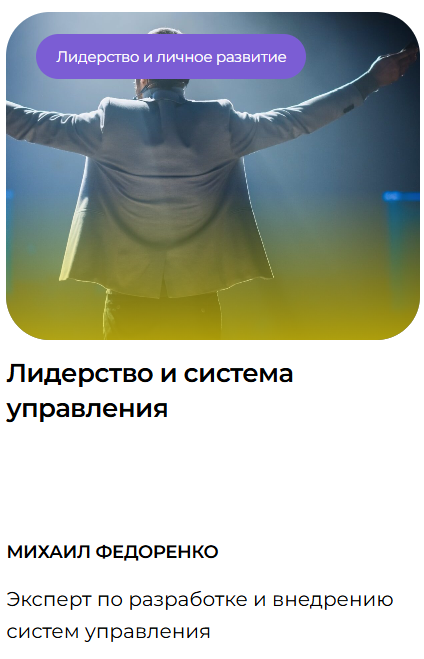 Лидерство и личное развитие
Лидерство и система
управления
МИХАИЛ ФЕДОРЕНКО
Эксперт по разработке и внедрению
систем управления